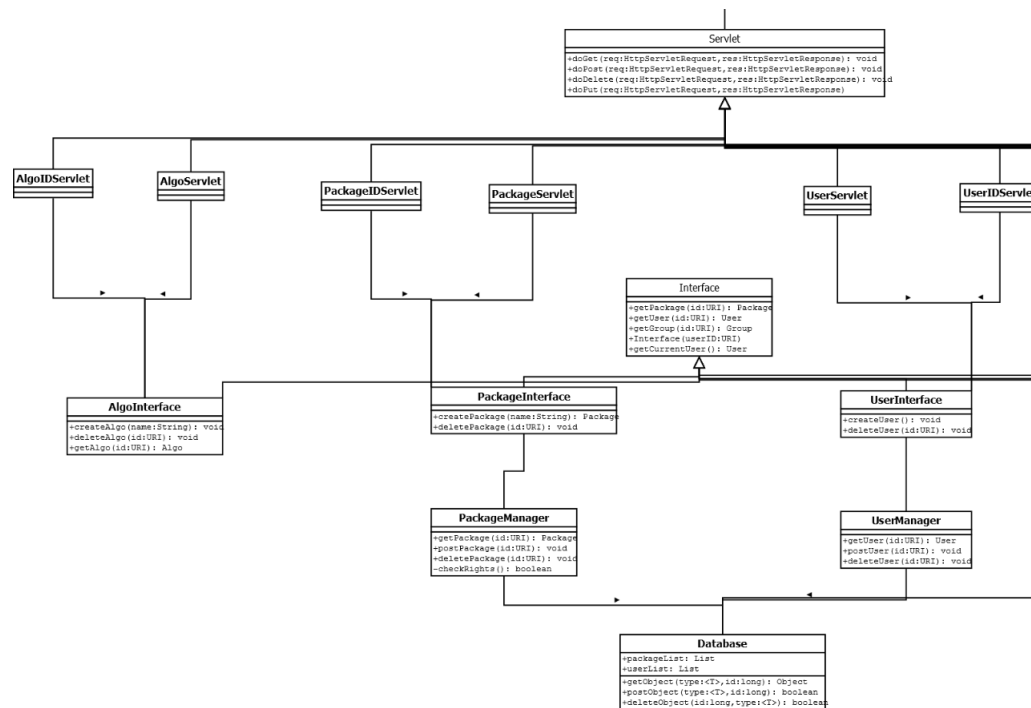 Servlet
+doGet(req:HttpServletRequest,res:HttpServletResponse): void
+doPost(req:HttpServletRequest,res:HttpServletResponse): void
+doDelete(req:HttpServletRequest,res:HttpServletResponse): void
+doPut(req:HttpServletRequest,res:HttpServletResponse)
AlgoIDServlet
AlgoServlet
PackageIDServlet
PackageServlet
UserServlet
UserIDServlet
Interface
+getPackage(id:URI): Package
+getUser(id:URI): User
+getGroup(id:URI): Group
+Interface(userID:URI)
+getCurrentUser(): User
AlgoInterface
+createAlgo(name:String): void
+deleteAlgo(id:URI): void
+getAlgo(id:URI): Algo
PackageInterface
+createPackage(name:String): Package
+deletePackage(id:URI): void
UserInterface
+createUser(): void
+deleteUser(id:URI): void
PackageManager
+getPackage(id:URI): Package
+postPackage(id:URI): void
+deletePackage(id:URI): void
-checkRights(): boolean
UserManager
+getUser(id:URI): User
+postUser(id:URI): void
+deleteUser(id:URI): void
Database
+packageList: List
+userList: List
+getObject(type:<T>,id:long): Object
+postObject(type:<T>,id:long): boolean
+deleteObject(id:long,type:<T>): boolean